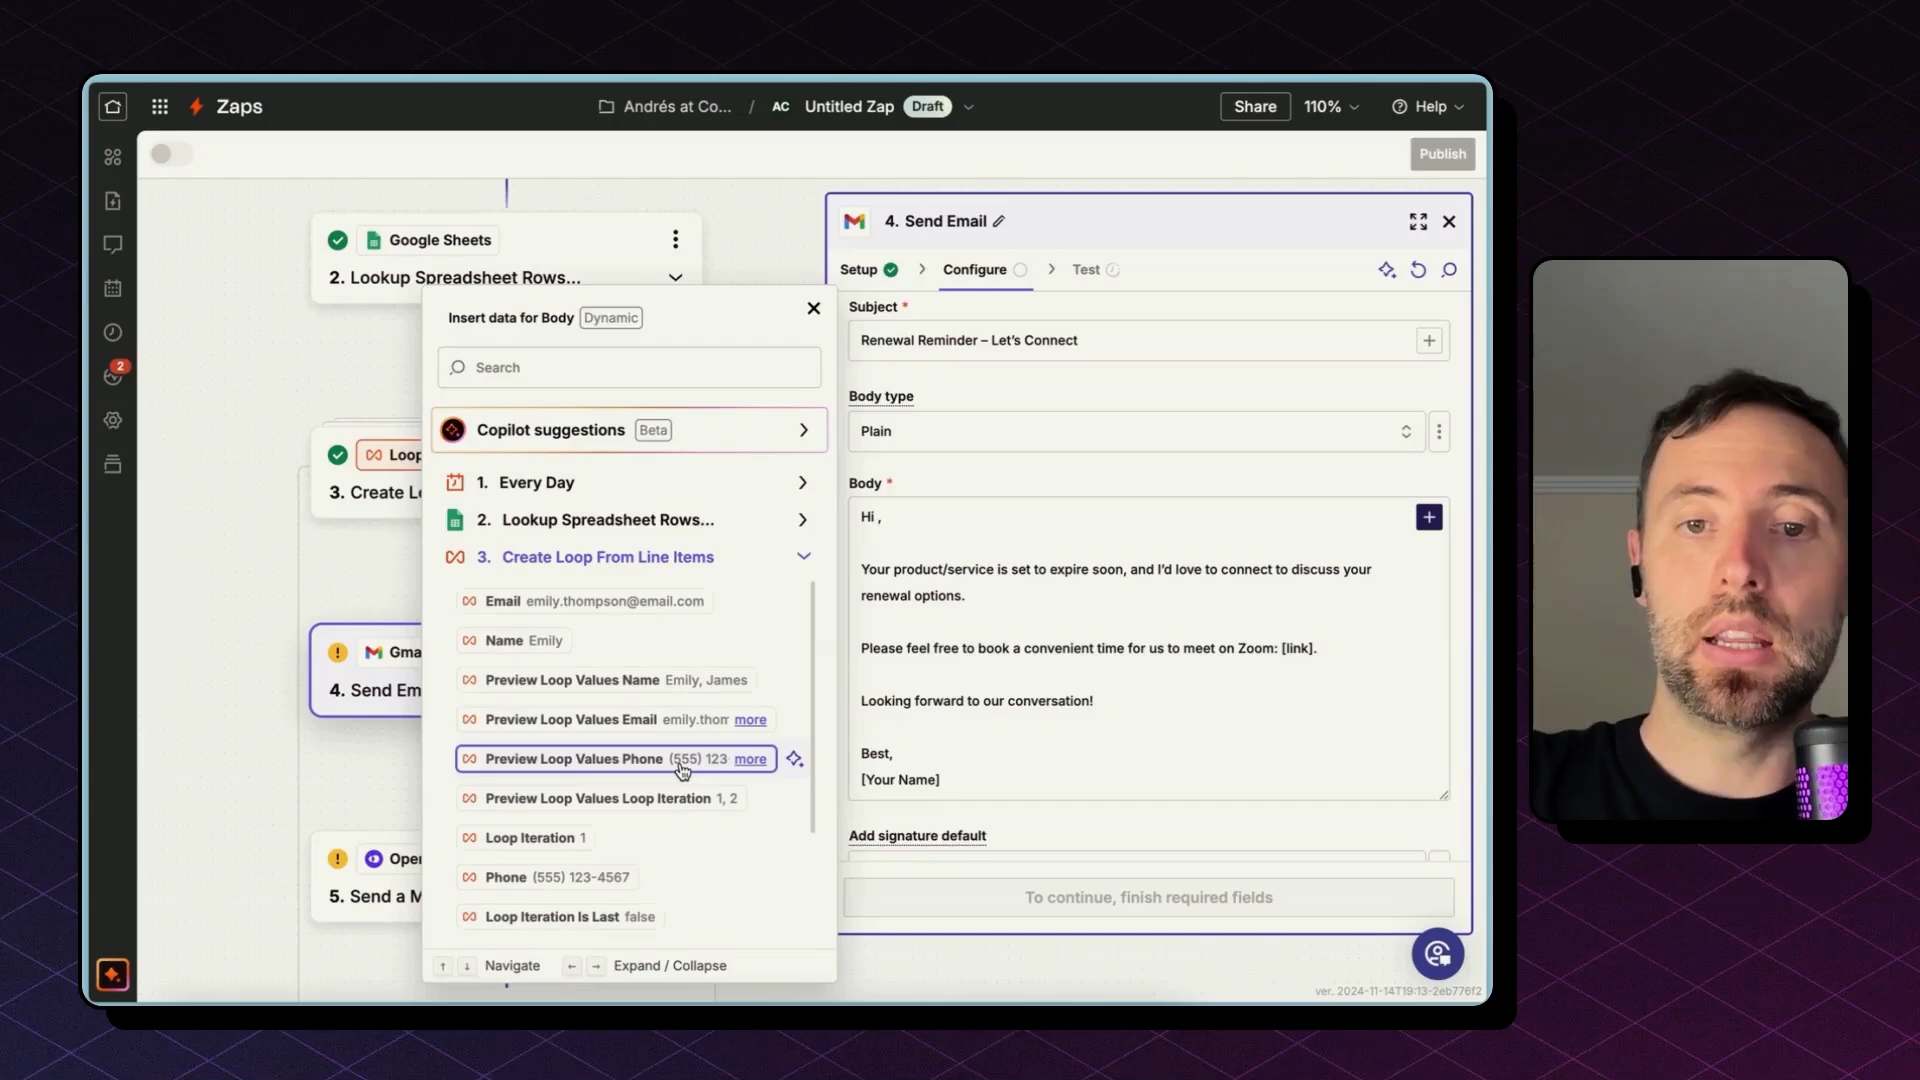 Zaps
Andrés at Co... / AC Untitled Zap Draft
Share 110% Help
Publish
2
Google Sheets
2. Lookup Spreadsheet Rows...
Loop
3. Create L
Gma
4. Send Em
Open
5. Send a M
Insert data for Body Dynamic
Search
Copilot suggestions Beta
1. Every Day
2. Lookup Spreadsheet Rows...
3. Create Loop From Line Items
Email emily.thompson@email.com
Name Emily
Preview Loop Values Name Emily, James
Preview Loop Values Email emily.thom more
Preview Loop Values Phone (555) 123 more
Preview Loop Values Loop Iteration 1, 2
Loop Iteration 1
Phone (555) 123-4567
Loop Iteration Is Last false
↑ ↓ Navigate ← → Expand / Collapse
4. Send Email
Setup > Configure > Test
Subject *
Renewal Reminder – Let's Connect
Body type
Plain
Body *
Hi ,
Your product/service is set to expire soon, and I'd love to connect to discuss your
renewal options.
Please feel free to book a convenient time for us to meet on Zoom: [link].
Looking forward to our conversation!
Best,
[Your Name]
Add signature default
To continue, finish required fields
ver. 2024-11-14T19:13-2eb776f2